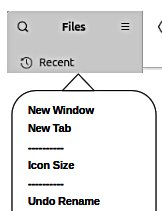 Files
Recent
New Window
New Tab
----------
Icon Size
----------
Undo Rename